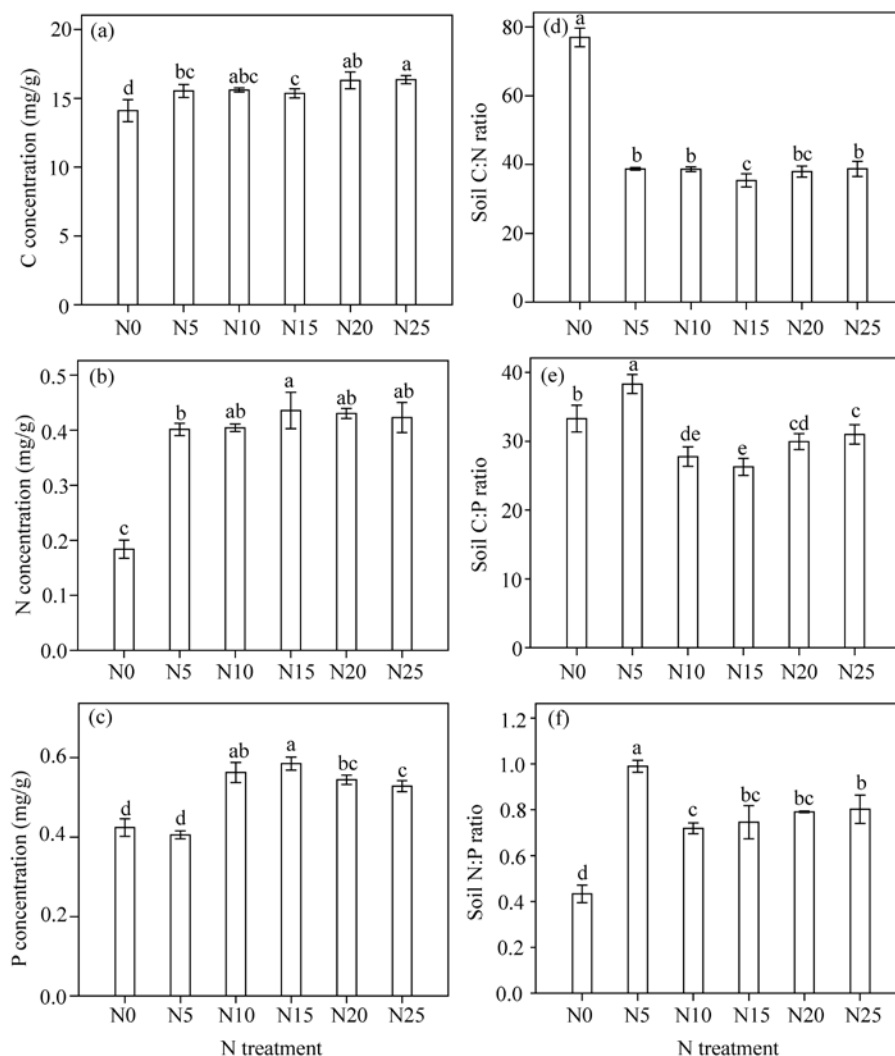 (a)
C concentration (mg/g)
20
15
10
5
0
d
bc
abc
c
ab
a
N0 N5 N10 N15 N20 N25
(d)
Soil C:N ratio
80
60
40
20
0
a
b
b
c
bc
b
N0 N5 N10 N15 N20 N25
(b)
N concentration (mg/g)
0.5
0.4
0.3
0.2
0.1
0.0
c
b
ab
a
ab
ab
N0 N5 N10 N15 N20 N25
(e)
Soil C:P ratio
40
30
20
10
0
b
a
de
e
cd
c
N0 N5 N10 N15 N20 N25
(c)
P concentration (mg/g)
0.6
0.4
0.2
0.0
d
d
ab
a
bc
c
N0 N5 N10 N15 N20 N25
N treatment
(f)
Soil N:P ratio
1.2
1.0
0.8
0.6
0.4
0.2
0.0
d
a
c
bc
bc
b
N0 N5 N10 N15 N20 N25
N treatment